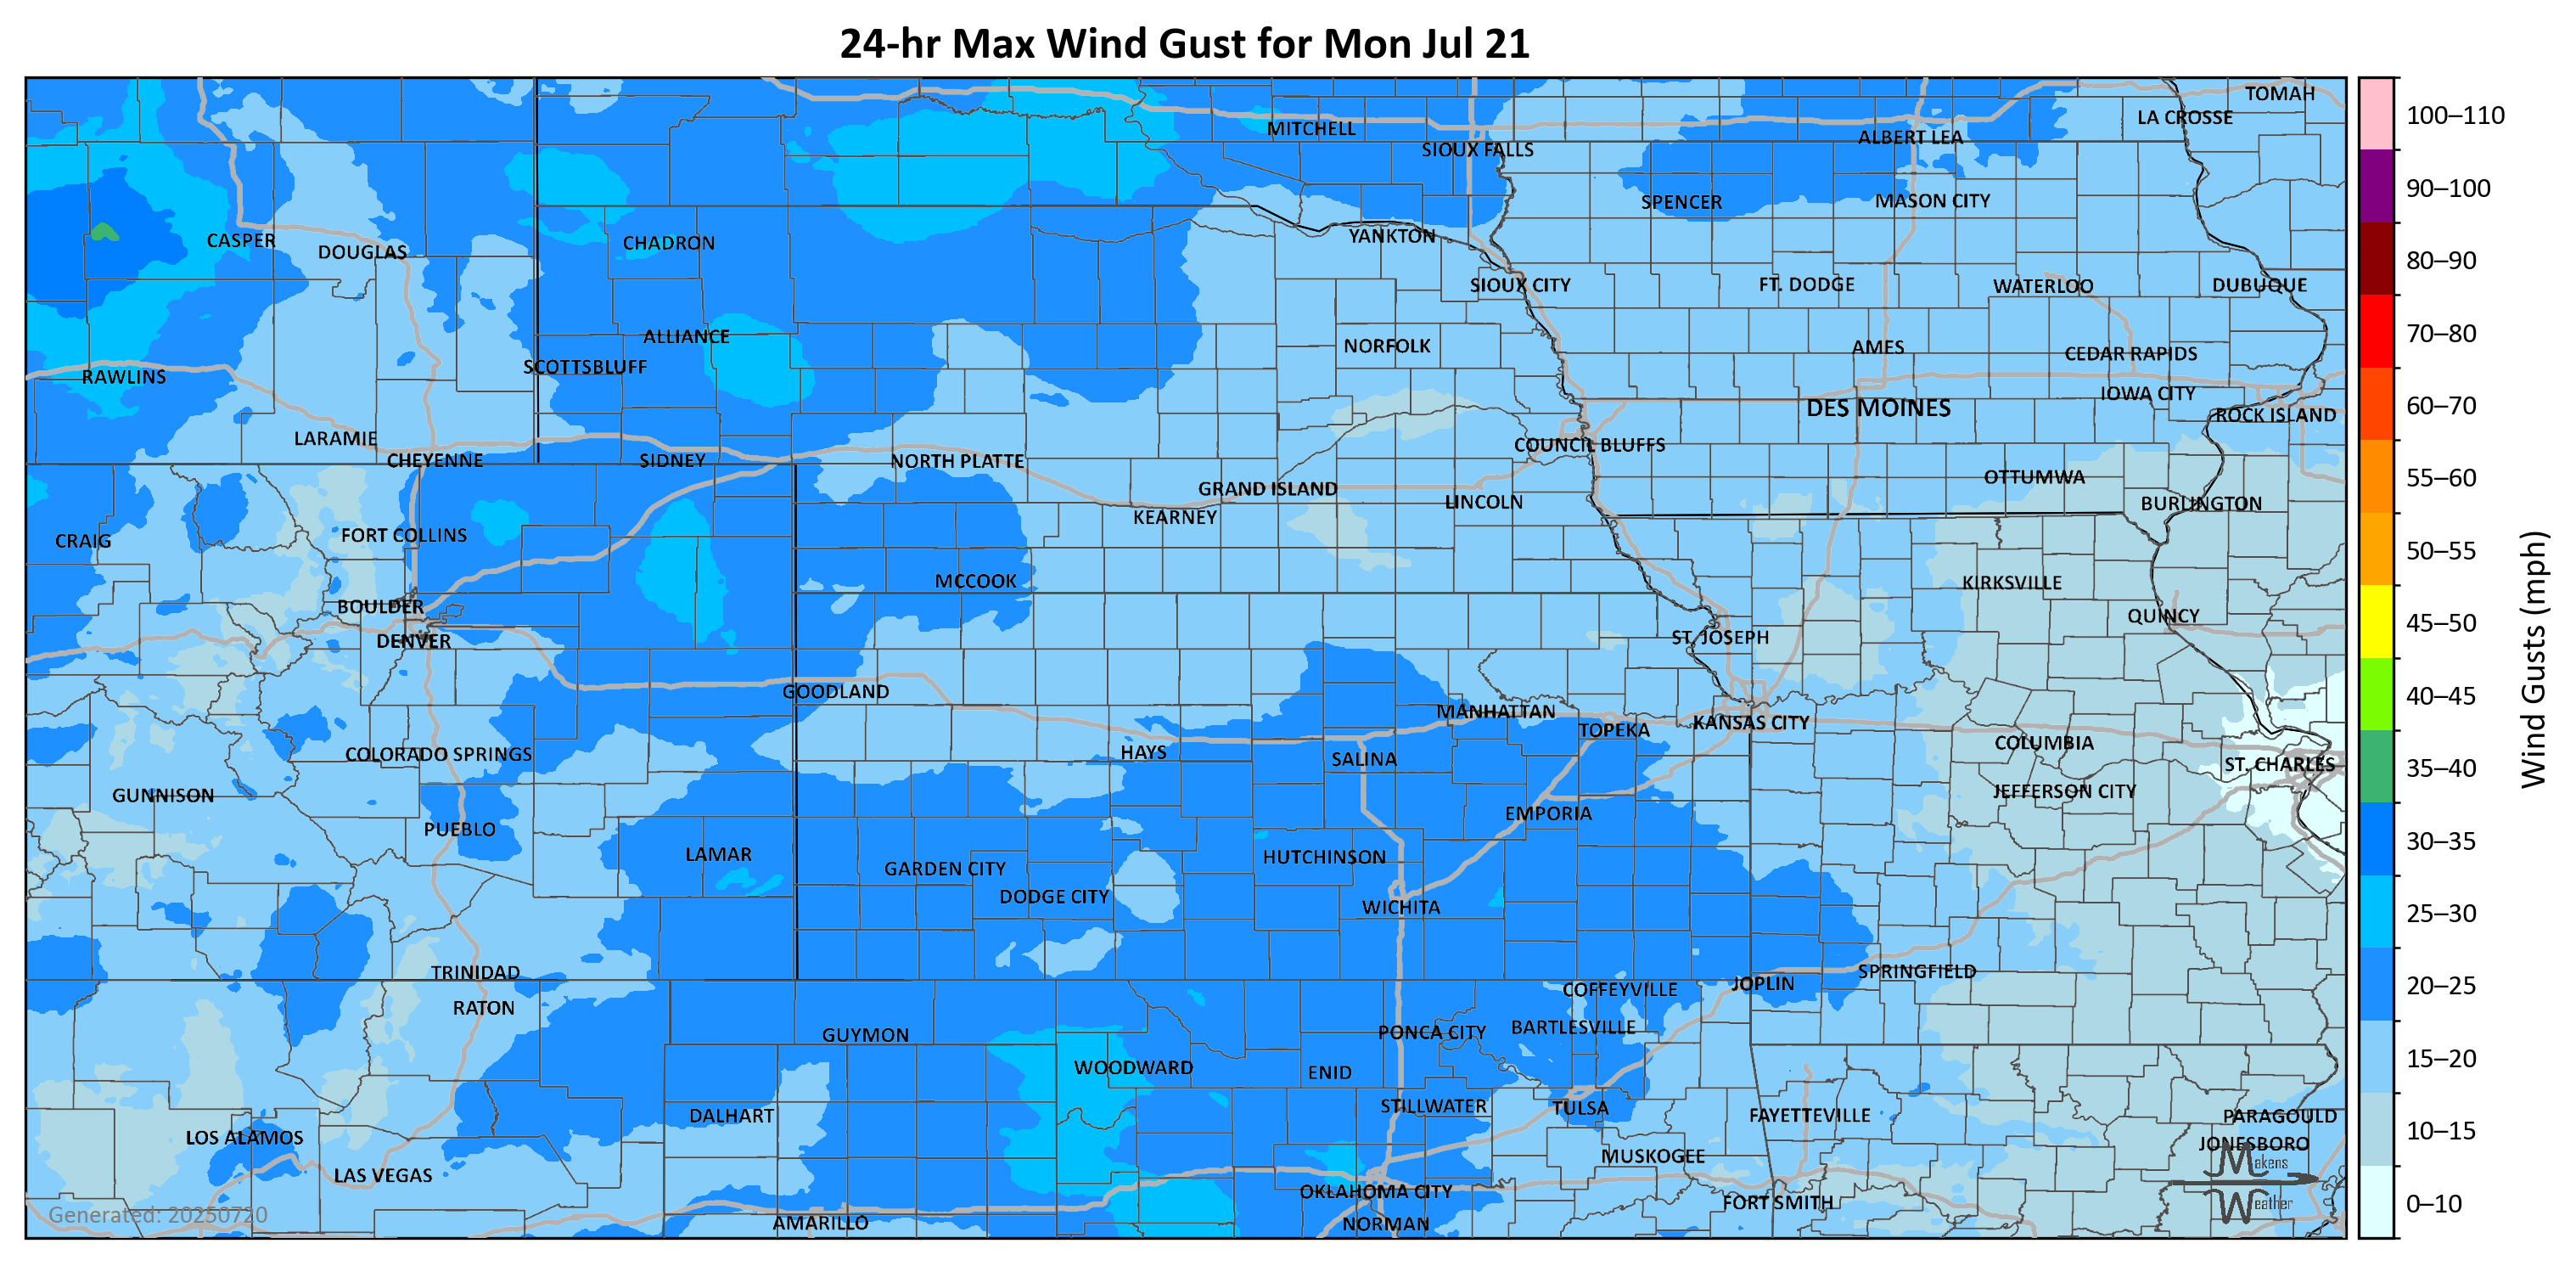 24-hr Max Wind Gust for Mon Jul 21
TOMAH
LA CROSSE
MITCHELL
ALBERT LEA
SIOUX FALLS
SPENCER
MASON CITY
CASPER
DOUGLAS
CHADRON
YANKTON
SIOUX CITY
FT. DODGE
WATERLOO
DUBUQUE
ALLIANCE
NORFOLK
AMES
CEDAR RAPIDS
SCOTTSBLUFF
RAWLINS
IOWA CITY
DES MOINES
ROCK ISLAND
LARAMIE
COUNCIL BLUFFS
CHEYENNE
SIDNEY
NORTH PLATTE
OTTUMWA
GRAND ISLAND
LINCOLN
BURLINGTON
KEARNEY
CRAIG
FORT COLLINS
MCCOOK
KIRKSVILLE
BOULDER
QUINCY
DENVER
ST. JOSEPH
GOODLAND
MANHATTAN
TOPEKA
KANSAS CITY
COLUMBIA
COLORADO SPRINGS
HAYS
SALINA
ST. CHARLES
GUNNISON
JEFFERSON CITY
EMPORIA
PUEBLO
LAMAR
HUTCHINSON
GARDEN CITY
DODGE CITY
WICHITA
TRINIDAD
SPRINGFIELD
JOPLIN
COFFEYVILLE
RATON
GUYMON
PONCA CITY
BARTLESVILLE
WOODWARD
ENID
DALHART
STILLWATER
TULSA
FAYETTEVILLE
PARAGOULD
LOS ALAMOS
JONESBORO
MUSKOGEE
LAS VEGAS
OKLAHOMA CITY
FORT SMITH
AMARILLO
NORMAN
Generated: 20250720
Makens
Weather
100–110
90–100
80–90
70–80
60–70
55–60
50–55
45–50
40–45
35–40
30–35
25–30
20–25
15–20
10–15
0–10
Wind Gusts (mph)